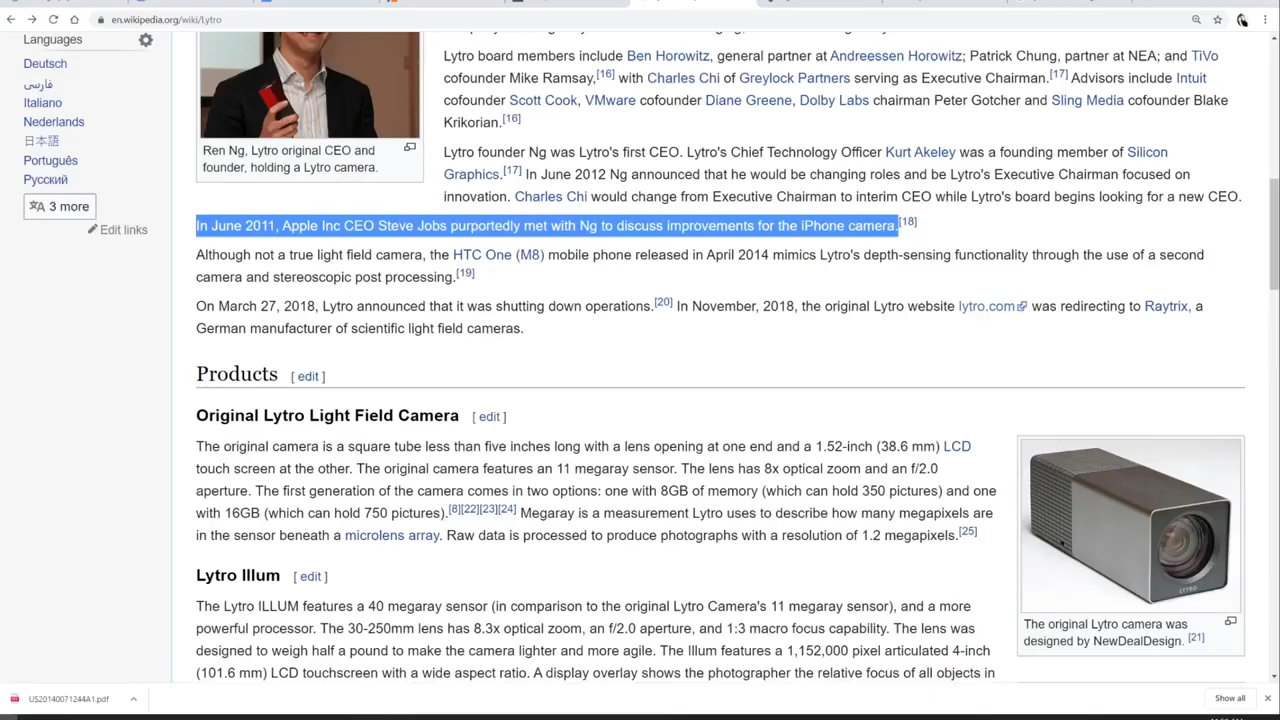 en.wikipedia.org/wiki/Lytro
Languages
Deutsch
فارسی
Italiano
Nederlands
日本語
Português
Русский
3 more
Edit links
Ren Ng, Lytro original CEO and
founder, holding a Lytro camera.
Lytro board members include Ben Horowitz, general partner at Andreessen Horowitz; Patrick Chung, partner at NEA; and TiVo
cofounder Mike Ramsay,[16] with Charles Chi of Greylock Partners serving as Executive Chairman.[17] Advisors include Intuit
cofounder Scott Cook, VMware cofounder Diane Greene, Dolby Labs chairman Peter Gotcher and Sling Media cofounder Blake
Krikorian.[16]
Lytro founder Ng was Lytro's first CEO. Lytro's Chief Technology Officer Kurt Akeley was a founding member of Silicon
Graphics.[17] In June 2012 Ng announced that he would be changing roles and be Lytro's Executive Chairman focused on
innovation. Charles Chi would change from Executive Chairman to interim CEO while Lytro's board begins looking for a new CEO.
In June 2011, Apple Inc CEO Steve Jobs purportedly met with Ng to discuss improvements for the iPhone camera.[18]
Although not a true light field camera, the HTC One (M8) mobile phone released in April 2014 mimics Lytro's depth-sensing functionality through the use of a second
camera and stereoscopic post processing.[19]
On March 27, 2018, Lytro announced that it was shutting down operations.[20] In November, 2018, the original Lytro website lytro.com was redirecting to Raytrix, a
German manufacturer of scientific light field cameras.
Products [ edit ]
Original Lytro Light Field Camera [ edit ]
The original camera is a square tube less than five inches long with a lens opening at one end and a 1.52-inch (38.6 mm) LCD
touch screen at the other. The original camera features an 11 megaray sensor. The lens has 8x optical zoom and an f/2.0
aperture. The first generation of the camera comes in two options: one with 8GB of memory (which can hold 350 pictures) and one
with 16GB (which can hold 750 pictures).[8][22][23][24] Megaray is a measurement Lytro uses to describe how many megapixels are
in the sensor beneath a microlens array. Raw data is processed to produce photographs with a resolution of 1.2 megapixels.[25]
LYTRO
The original Lytro camera was
designed by NewDealDesign. [21]
Lytro Illum [ edit ]
The Lytro ILLUM features a 40 megaray sensor (in comparison to the original Lytro Camera's 11 megaray sensor), and a more
powerful processor. The 30-250mm lens has 8.3x optical zoom, an f/2.0 aperture, and 1:3 macro focus capability. The lens was
designed to weigh half a pound to make the camera lighter and more agile. The Illum features a 1,152,000 pixel articulated 4-inch
(101.6 mm) LCD touchscreen with a wide aspect ratio. A display overlay shows the photographer the relative focus of all objects in
US20140071244A1.pdf
Show all